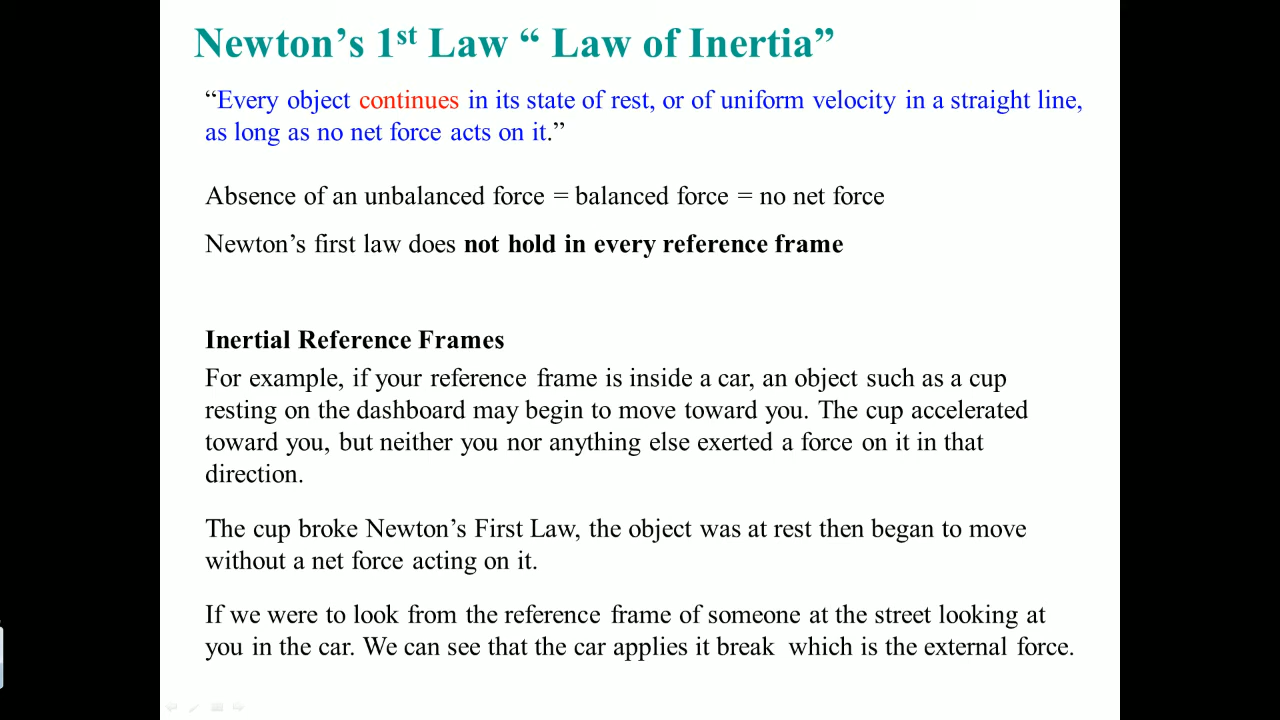 Newton’s 1st Law “ Law of Inertia”
“Every object continues in its state of rest, or of uniform velocity in a straight line,
as long as no net force acts on it.”
Absence of an unbalanced force = balanced force = no net force
Newton’s first law does not hold in every reference frame
Inertial Reference Frames
For example, if your reference frame is inside a car, an object such as a cup
resting on the dashboard may begin to move toward you. The cup accelerated
toward you, but neither you nor anything else exerted a force on it in that
direction.
The cup broke Newton’s First Law, the object was at rest then began to move
without a net force acting on it.
If we were to look from the reference frame of someone at the street looking at
you in the car. We can see that the car applies it break  which is the external force.